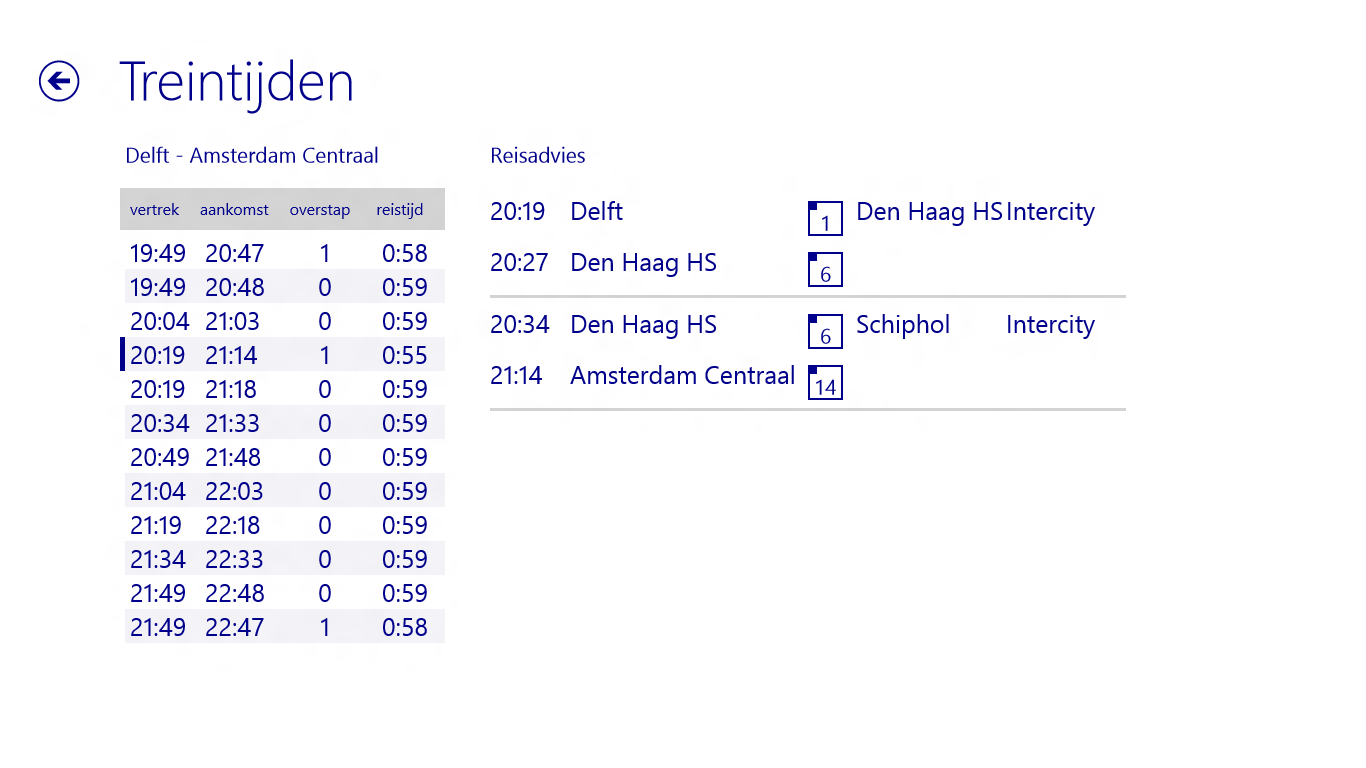 Treintijden
Delft - Amsterdam Centraal
vertrek aankomst overstap reistijd
19:49 20:47 1 0:58
19:49 20:48 0 0:59
20:04 21:03 0 0:59
20:19 21:14 1 0:55
20:19 21:18 0 0:59
20:34 21:33 0 0:59
20:49 21:48 0 0:59
21:04 22:03 0 0:59
21:19 22:18 0 0:59
21:34 22:33 0 0:59
21:49 22:48 0 0:59
21:49 22:47 1 0:58
Reisadvies
20:19 Delft 1 Den Haag HS Intercity
20:27 Den Haag HS 6
20:34 Den Haag HS 6 Schiphol Intercity
21:14 Amsterdam Centraal 14